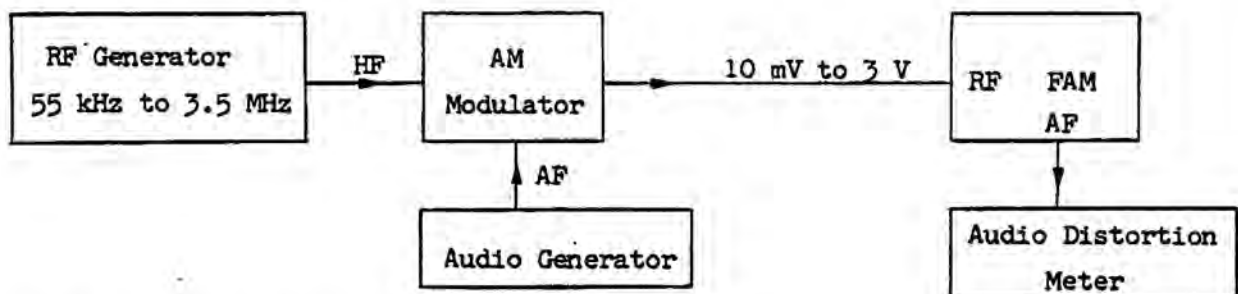 RF Generator
55 kHz to 3.5 MHz
HF
AM
Modulator
10 mV to 3 V
RF FAM
AF
AF
Audio Generator
Audio Distortion
Meter